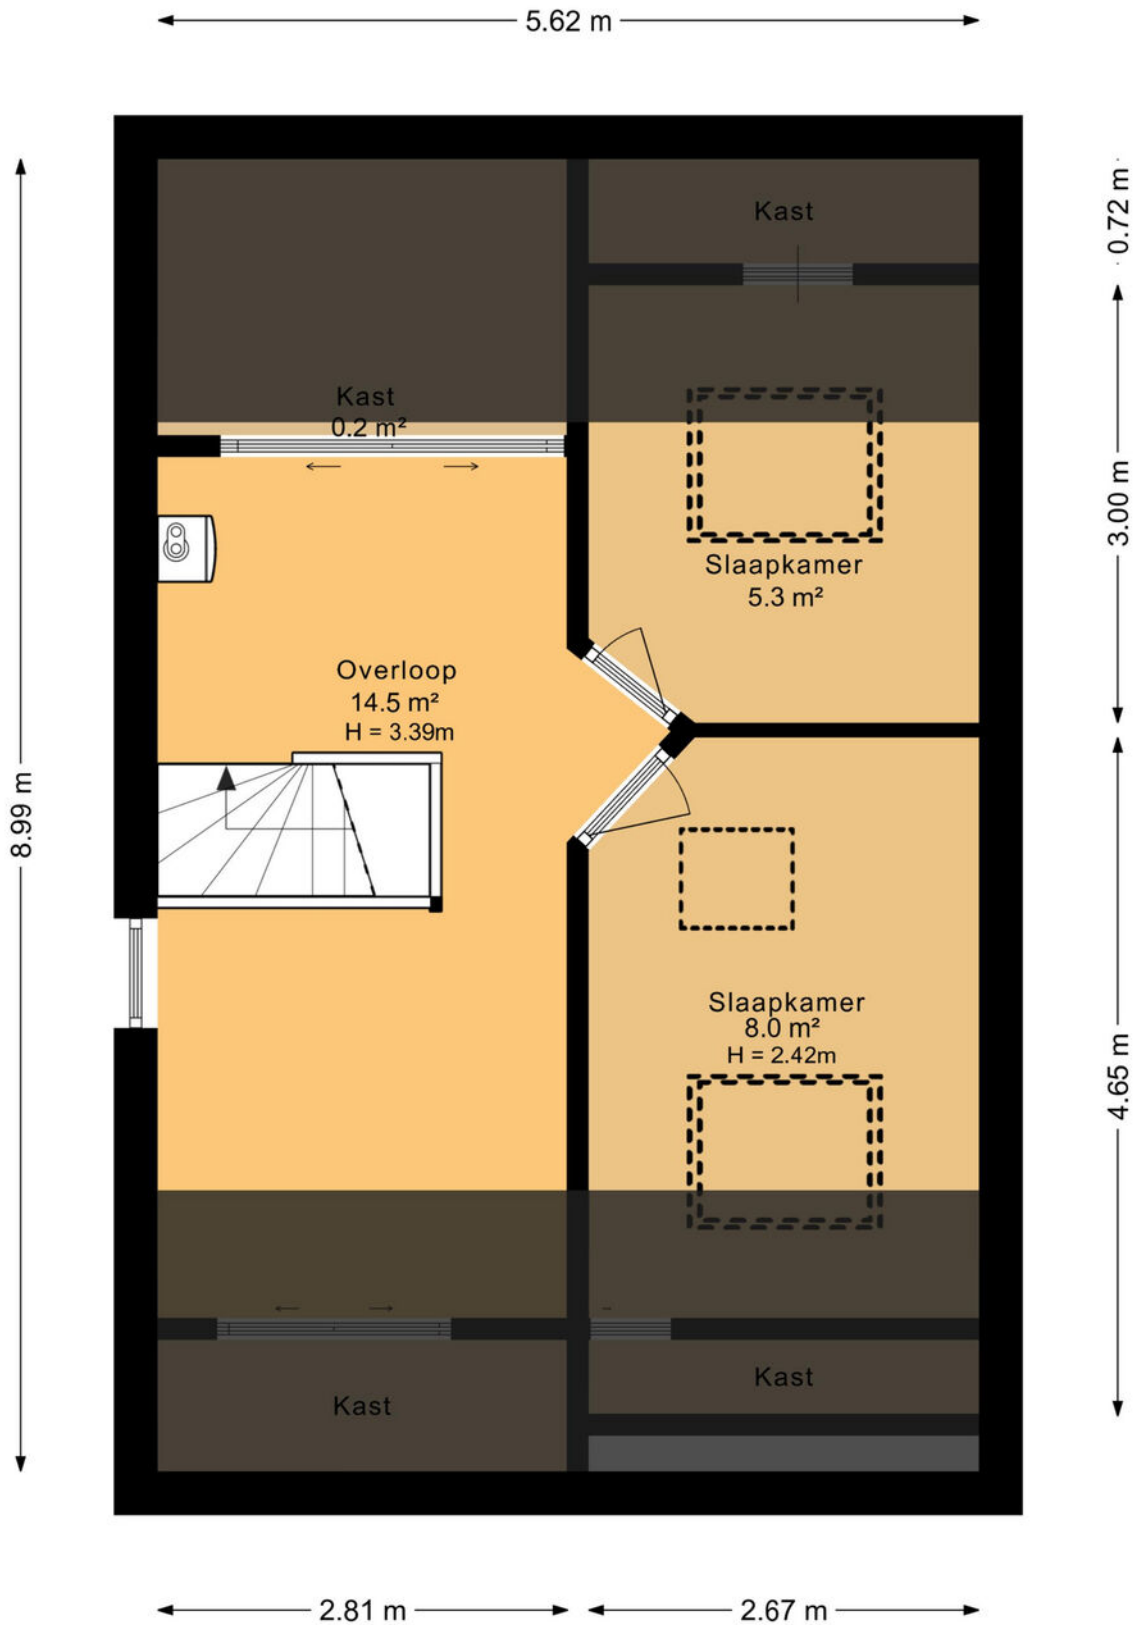 5.62 m
0.72 m
Kast
Kast
0.2 m²
3.00 m
Slaapkamer
5.3 m²
Overloop
14.5 m²
H = 3.39m
8.99 m
Slaapkamer
8.0 m²
H = 2.42m
4.65 m
Kast
Kast
2.81 m
2.67 m